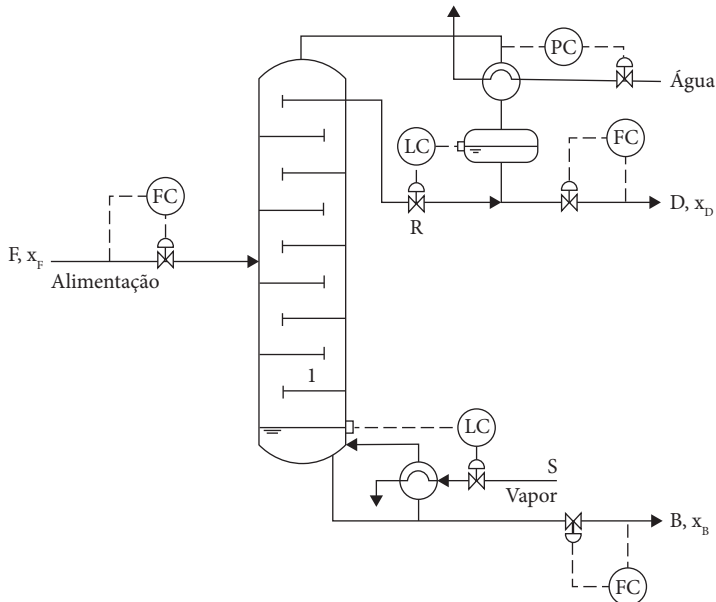 PC
Água
LC
FC
R
D, x_D
FC
F, x_F
Alimentação
1
LC
S
Vapor
B, x_B
FC